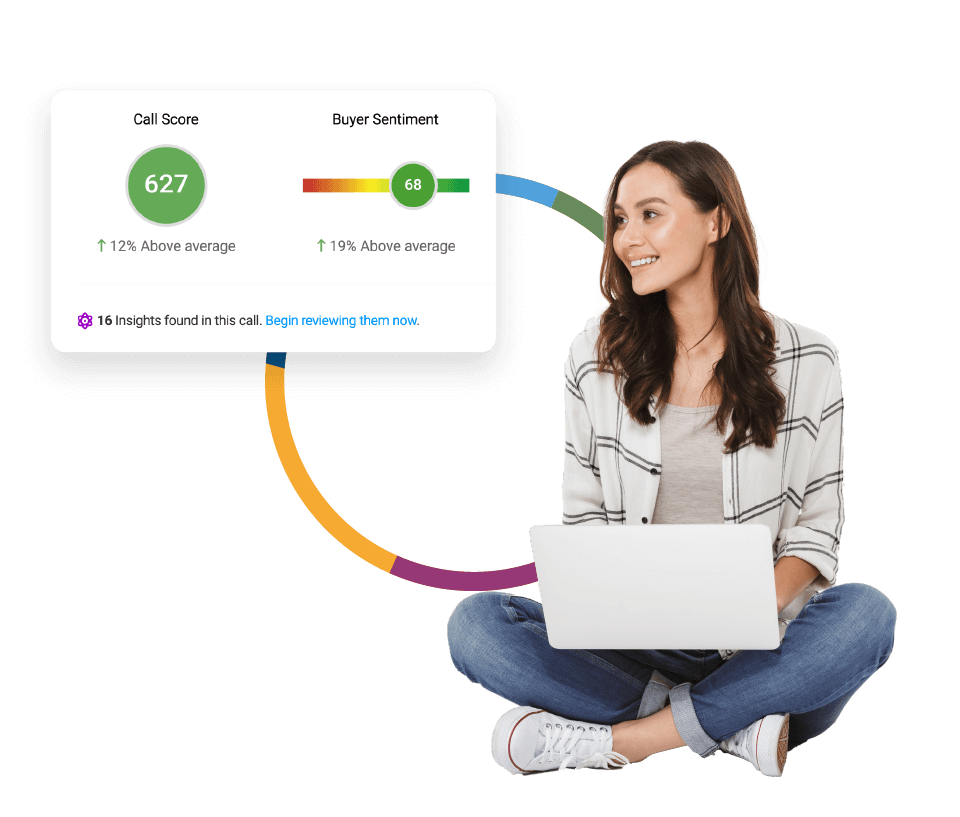 Call Score
Buyer Sentiment
627
68
↑ 12% Above average
↑ 19% Above average
16 Insights found in this call. Begin reviewing them now.